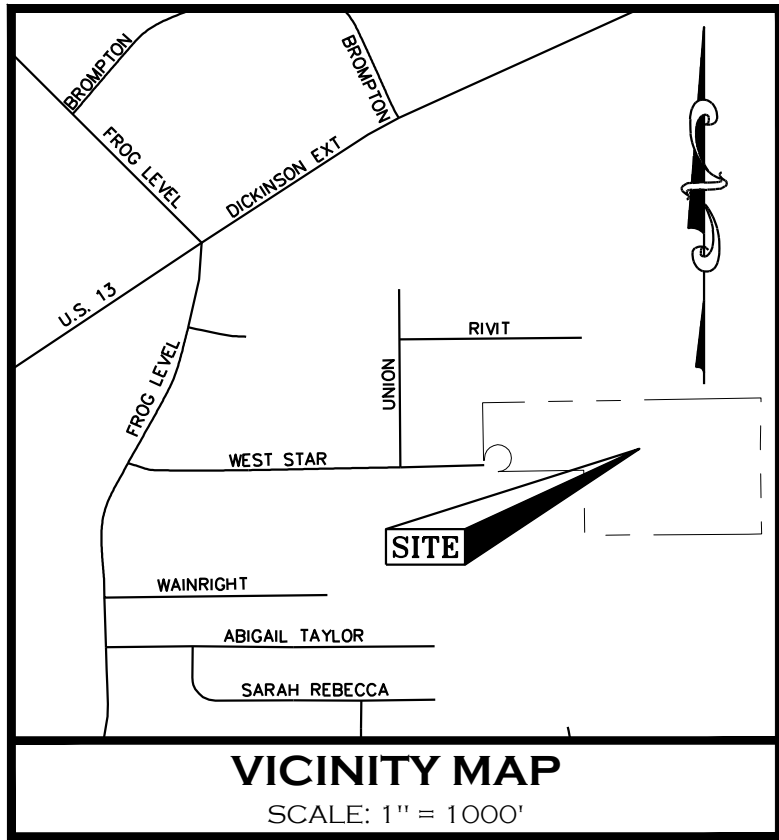 BROMPTON
BROMPTON
FROG LEVEL
DICKINSON EXT
U.S. 13
RIVIT
FROG LEVEL
UNION
WEST STAR
SITE
WAINRIGHT
ABIGAIL TAYLOR
SARAH REBECCA
VICINITY MAP
SCALE: 1" = 1000'